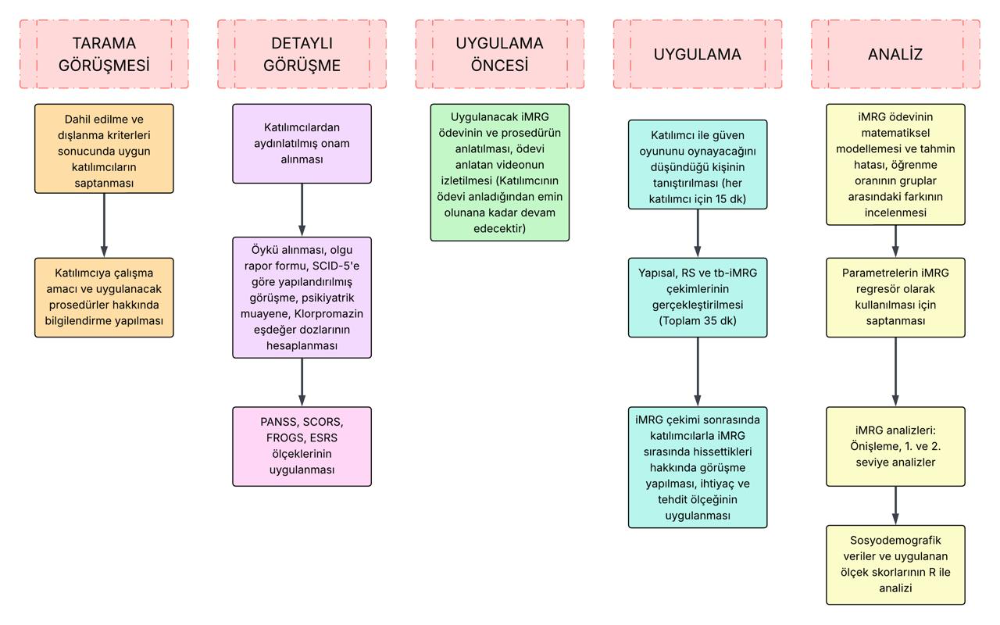 TARAMA
GÖRÜŞMESİ
Dahil edilme ve
dışlanma kriterleri
sonucunda uygun
katılımcıların
saptanması
Katılımcıya çalışma
amacı ve uygulanacak
prosedürler hakkında
bilgilendirme yapılması
DETAYLI
GÖRÜŞME
Katılımcılardan
aydınlatılmış onam
alınması
Öykü alınması, olgu
rapor formu, SCID-5'e
göre yapılandırılmış
görüşme, psikiyatrik
muayene, Klorpromazin
eşdeğer dozlarının
hesaplanması
PANSS, SCORS,
FROGS, ESRS
ölçeklerinin
uygulanması
UYGULAMA
ÖNCESİ
Uygulanacak iMRG
ödevinin ve prosedürün
anlatılması, ödevi
anlatan videonun
izletilmesi (Katılımcının
ödevi anladığından emin
olunana kadar devam
edecektir)
UYGULAMA
Katılımcı ile güven
oyununu oynayacağını
düşündüğü kişinin
tanıştırılması (her
katılımcı için 15 dk)
Yapısal, RS ve tb-iMRG
çekimlerinin
gerçekleştirilmesi
(Toplam 35 dk)
iMRG çekimi sonrasında
katılımcılarla iMRG
sırasında hissettikleri
hakkında görüşme
yapılması, ihtiyaç ve
tehdit ölçeğinin
uygulanması
ANALİZ
iMRG ödevinin
matematiksel
modellemesi ve tahmin
hatası, öğrenme
oranının gruplar
arasındaki farkının
incelenmesi
Parametrelerin iMRG
regresör olarak
kullanılması için
saptanması
iMRG analizleri:
Önişleme, 1. ve 2.
seviye analizler
Sosyodemografik
veriler ve uygulanan
ölçek skorlarının R ile
analizi